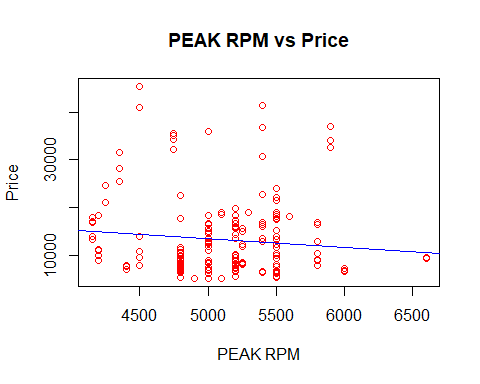 PEAK RPM vs Price
Price
30000
10000
4500 5000 5500 6000 6500
PEAK RPM